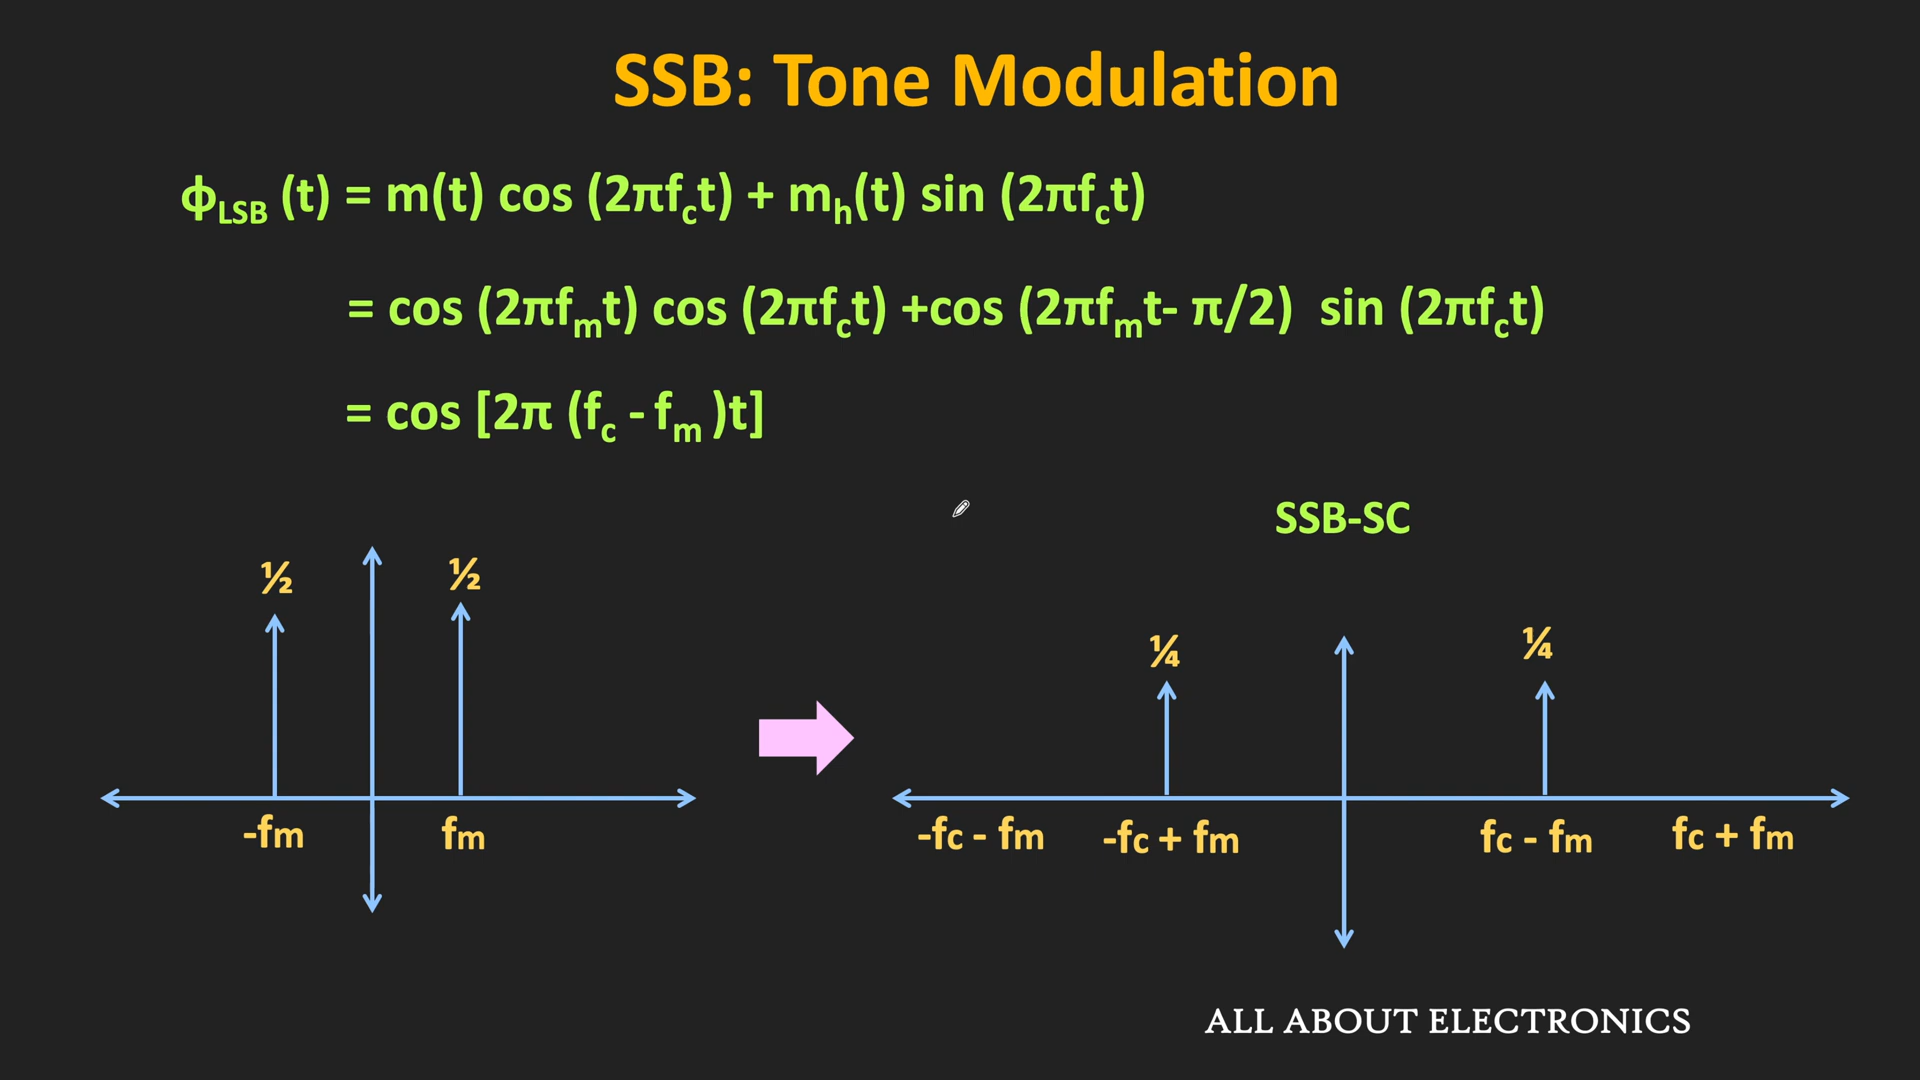 SSB: Tone Modulation
ϕLSB (t) = m(t) cos (2πfct) + mh(t) sin (2πfct)
= cos (2πfmt) cos (2πfct) +cos (2πfmt- π/2) sin (2πfct)
= cos [2π (fc - fm )t]
SSB-SC
½ ½
¼ ¼
-fm fm
-fc - fm -fc + fm fc - fm fc + fm
ALL ABOUT ELECTRONICS